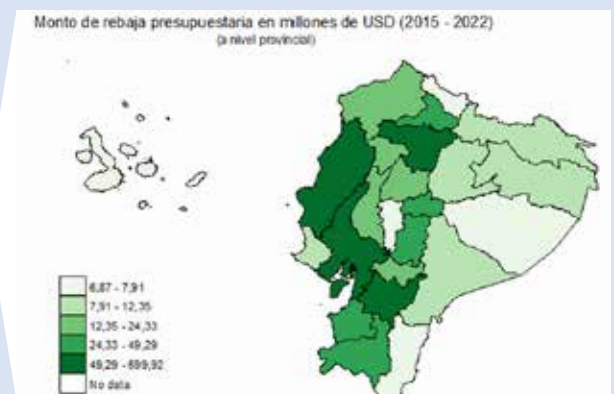 Monto de rebaja presupuestaria en millones de USD (2015 - 2022)
(a nivel provincial)
6,87 - 7,91
7,91 - 12,35
12,35 - 24,33
24,33 - 49,29
49,29 - 699,92
No data